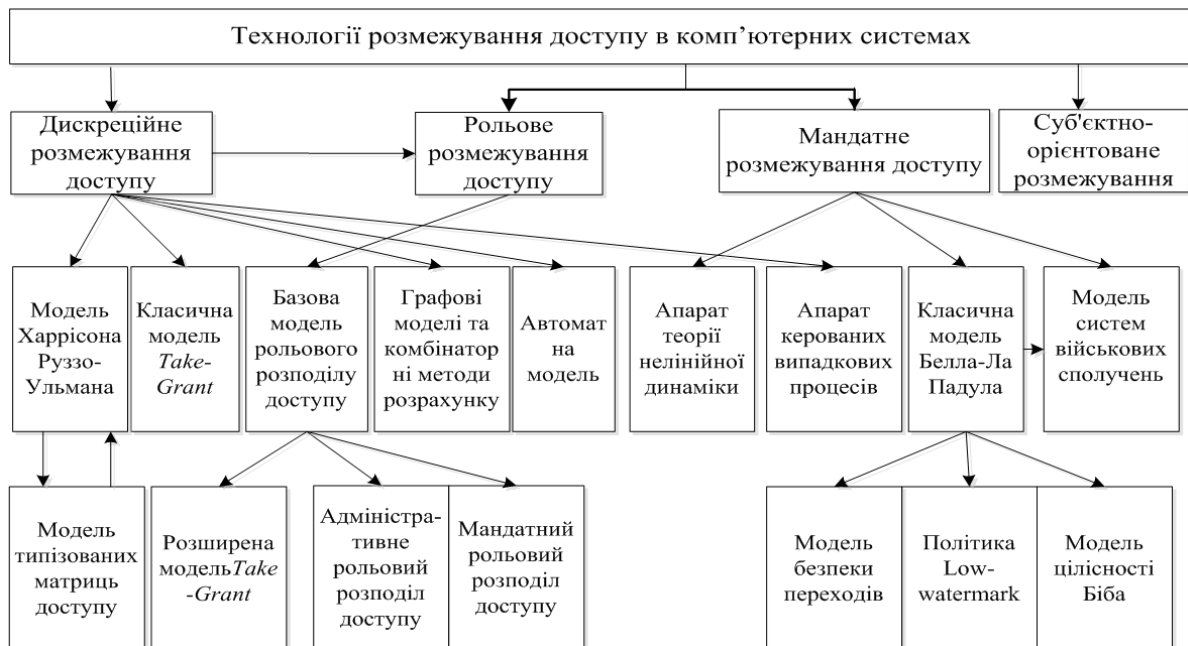 Технології розмежування доступу в комп’ютерних системах
Дискреційне
розмежування
доступу
Рольове
розмежування
доступу
Мандатне
розмежування доступу
Суб'єктно-
орієнтоване
розмежування
Модель
Харрісона
Руззо-
Ульмана
Класична
модель
Take-
Grant
Базова
модель
рольового
розподілу
доступу
Графові
моделі та
комбінатор
ні методи
розрахунку
Автомат
на
модель
Апарат
теорії
нелінійної
динаміки
Апарат
керованих
випадкових
процесів
Класична
модель
Белла-Ла
Падула
Модель
систем
військових
сполучень
Модель
типізованих
матриць
доступу
Розширена
модельTake
-Grant
Адміністра-
тивне
рольовий
розподіл
доступу
Мандатний
рольовий
розподіл
доступу
Модель
безпеки
переходів
Політика
Low-
watermark
Модель
цілісності
Біба